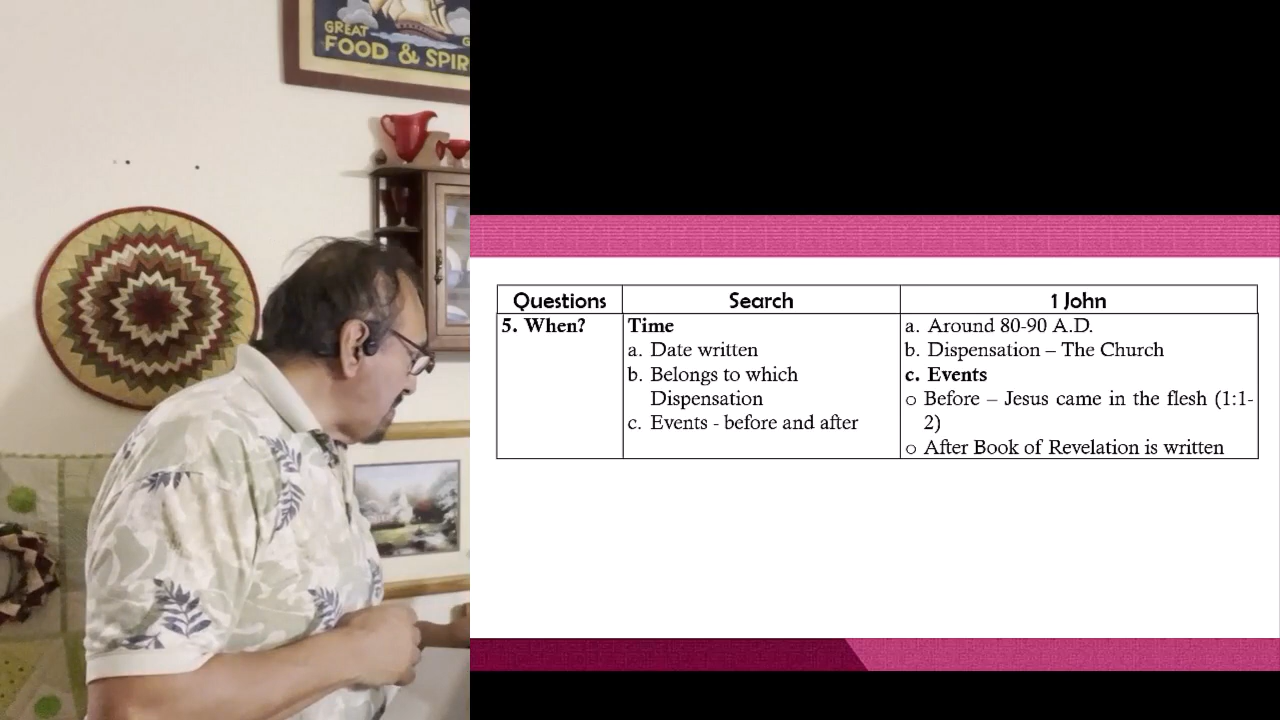 GREAT
FOOD & SPIR
Questions
Search
1 John
5. When?
Time
a. Date written
b. Belongs to which
Dispensation
c. Events - before and after
a. Around 80-90 A.D.
b. Dispensation – The Church
c. Events
o Before – Jesus came in the flesh (1:1-
2)
o After Book of Revelation is written